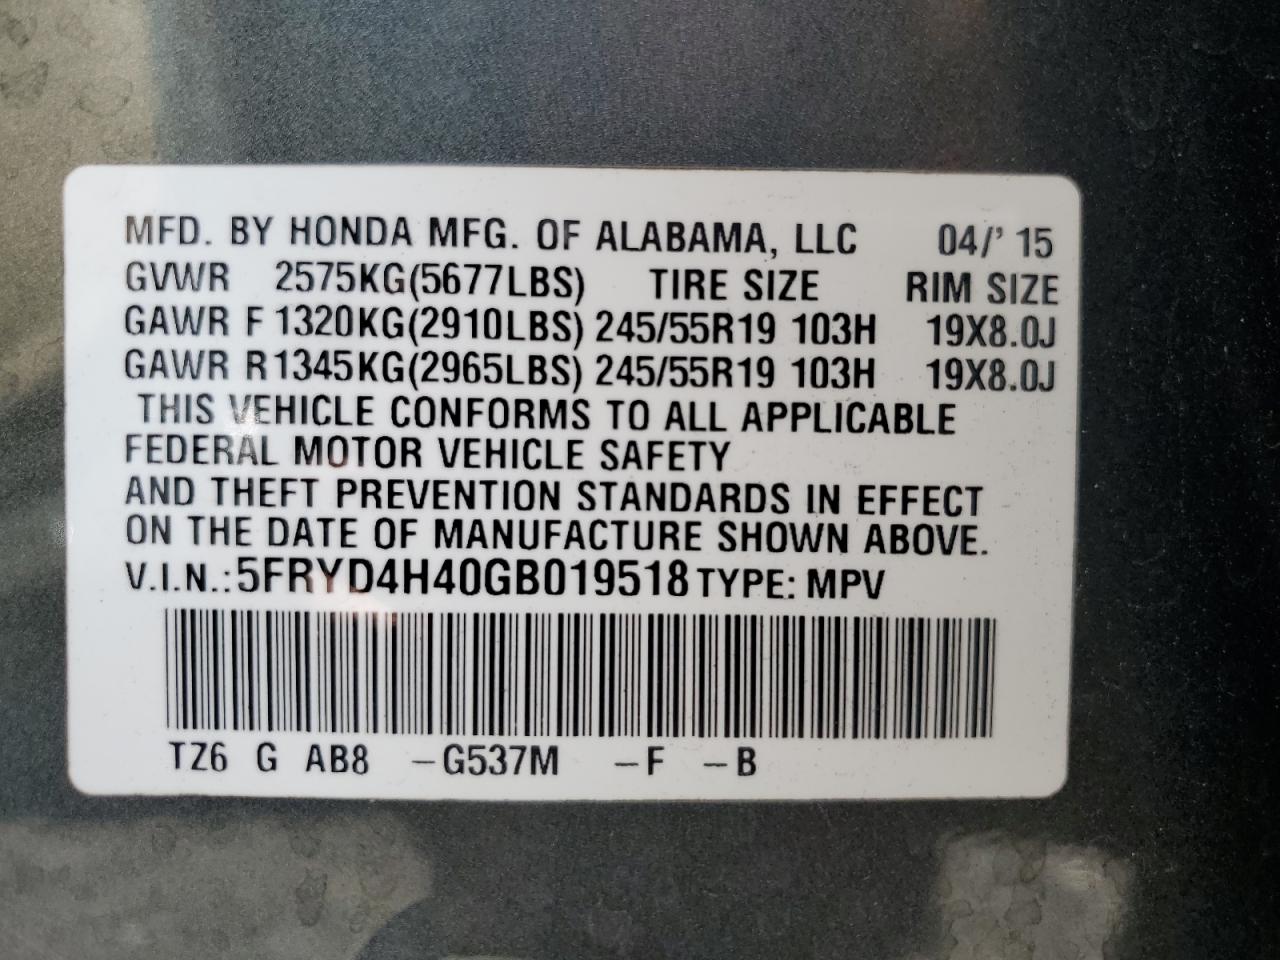 MFD. BY HONDA MFG. OF ALABAMA, LLC 04/' 15
GVWR 2575KG(5677LBS) TIRE SIZE RIM SIZE
GAWR F 1320KG(2910LBS) 245/55R19 103H 19X8.0J
GAWR R 1345KG(2965LBS) 245/55R19 103H 19X8.0J
THIS VEHICLE CONFORMS TO ALL APPLICABLE
FEDERAL MOTOR VEHICLE SAFETY
AND THEFT PREVENTION STANDARDS IN EFFECT
ON THE DATE OF MANUFACTURE SHOWN ABOVE.
V.I.N.: 5FRYD4H40GB019518 TYPE: MPV
TZ6 G AB8 –G537M –F –B